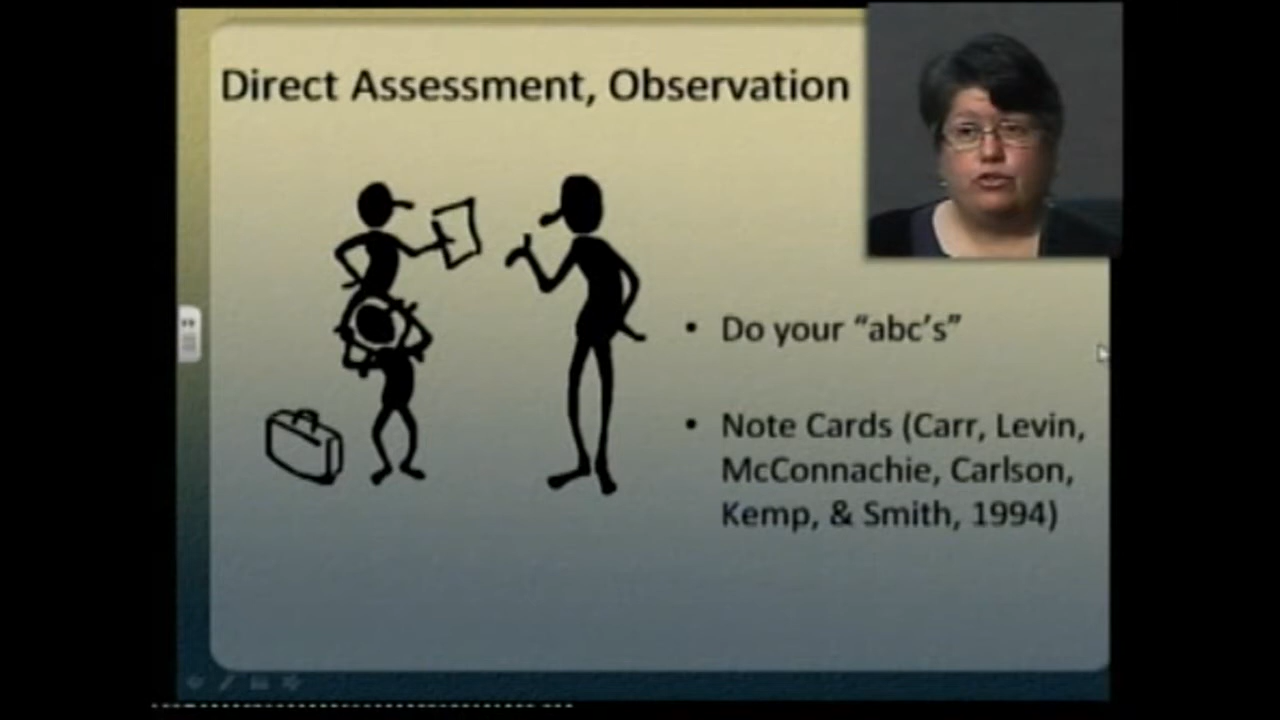 Direct Assessment, Observation
• Do your “abc’s”
• Note Cards (Carr, Levin,
McConnachie, Carlson,
Kemp, & Smith, 1994)